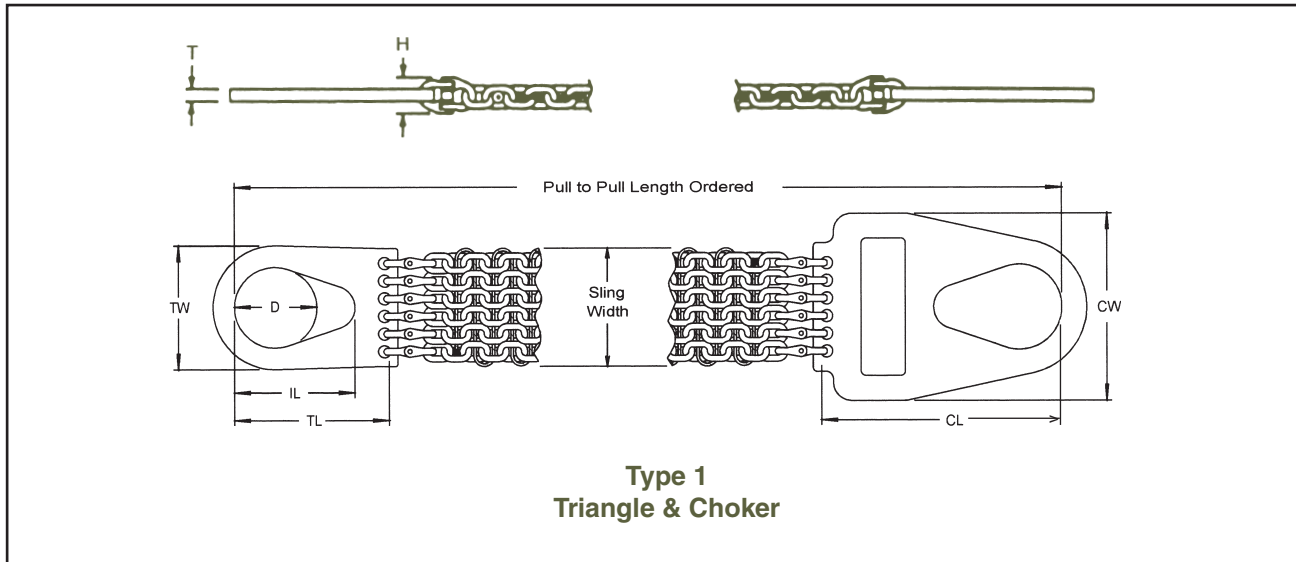 T
H
Pull to Pull Length Ordered
TW
D
Sling
Width
CW
IL
TL
CL
Type 1
Triangle & Choker